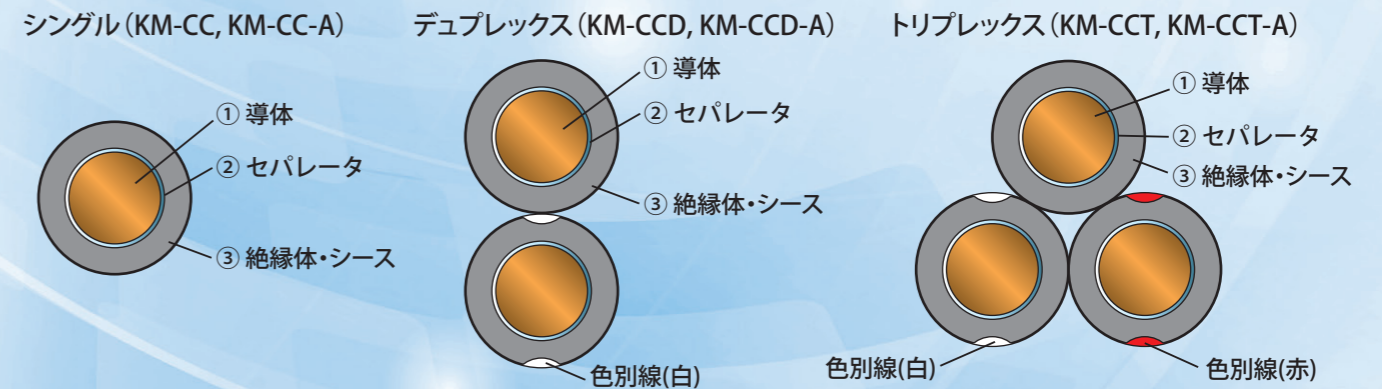 シングル(KM-CC, KM-CC-A)
① 導体
② セパレータ
③ 絶縁体・シース
デュプレックス(KM-CCD, KM-CCD-A)
① 導体
② セパレータ
③ 絶縁体・シース
色別線(白)
トリプレックス(KM-CCT, KM-CCT-A)
① 導体
② セパレータ
③ 絶縁体・シース
色別線(白)
色別線(赤)